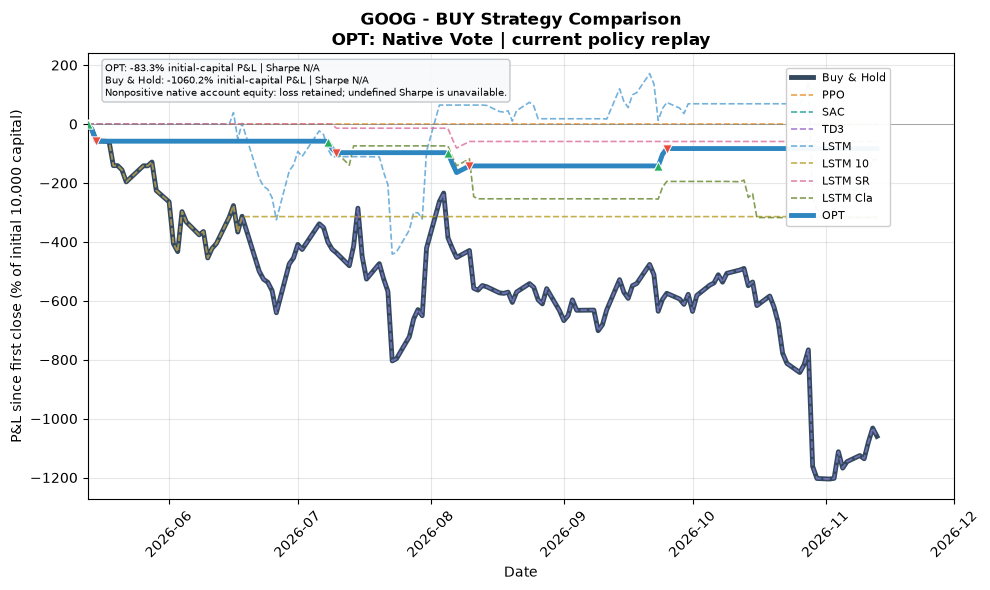 GOOG - BUY Strategy Comparison
OPT: Native Vote | current policy replay
OPT: -83.3% initial-capital P&L | Sharpe N/A
Buy & Hold: -1060.2% initial-capital P&L | Sharpe N/A
Nonpositive native account equity: loss retained; undefined Sharpe is unavailable.
Buy & Hold
PPO
SAC
TD3
LSTM
LSTM 10
LSTM SR
LSTM Cla
OPT
P&L since first close (% of initial 10,000 capital)
200
0
−200
−400
−600
−800
−1000
−1200
2026-06
2026-07
2026-08
2026-09
2026-10
2026-11
2026-12
Date